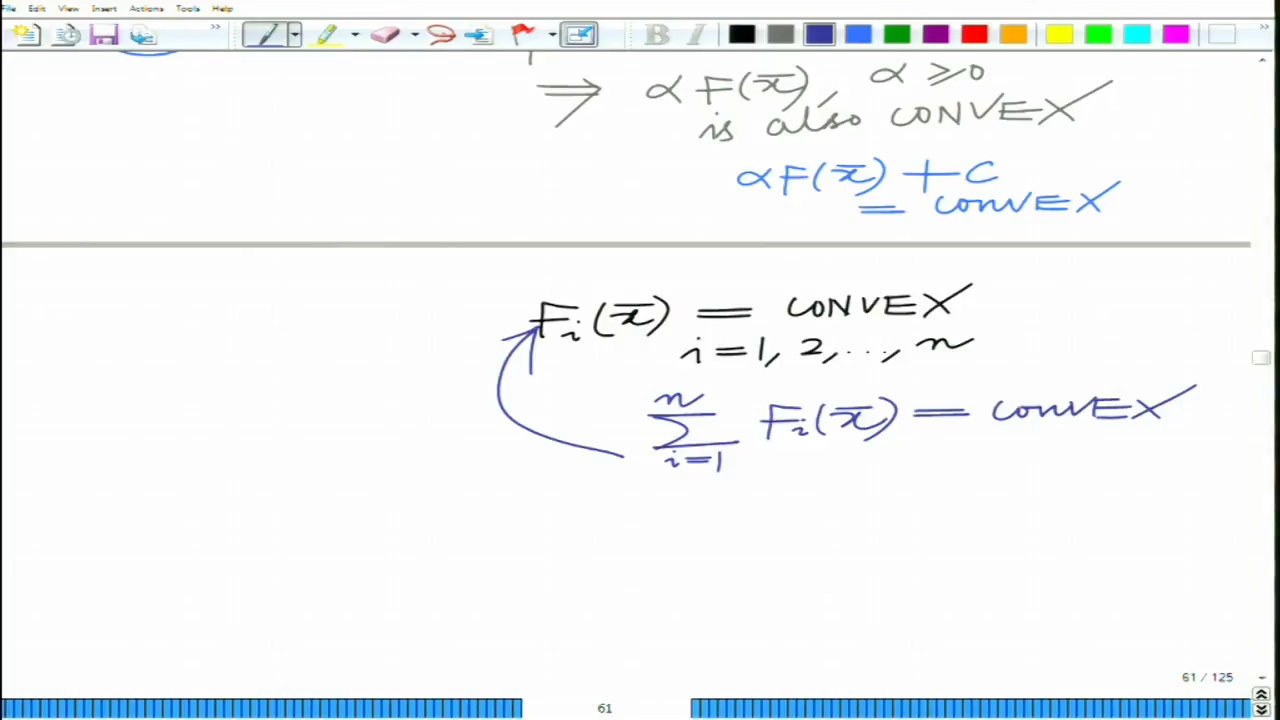 File Edit View Insert Actions Tools Help
B I
⟹ αF(x̄), α ≥ 0
is also CONVEX
αF(x̄) + C
= CONVEX
Fᵢ(x̄) = CONVEX
i = 1, 2, ..., n
n
∑ Fᵢ(x̄) = CONVEX
i=1
61 / 125
61